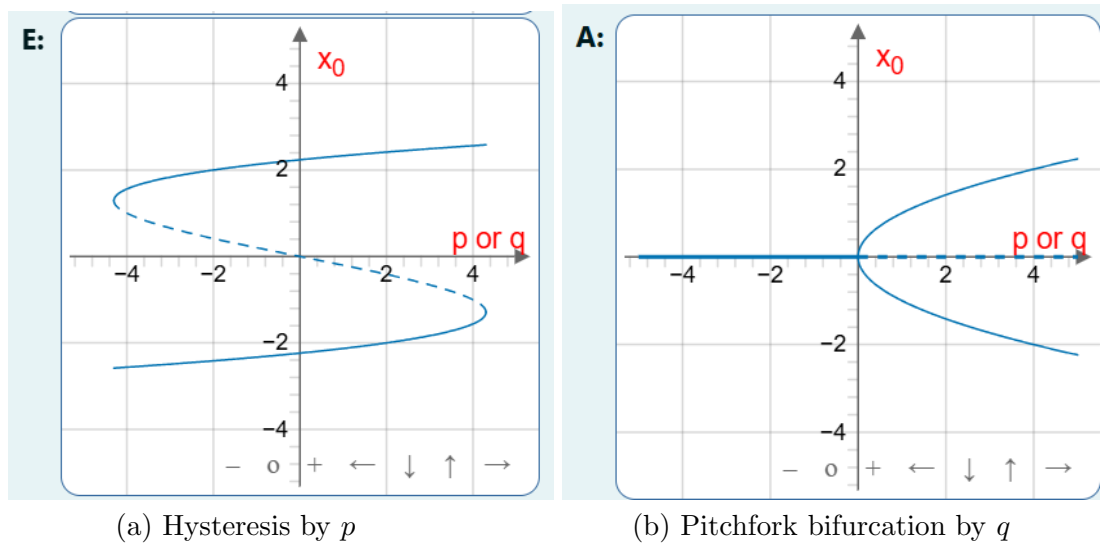 E:
x0
4
2
p or q
−4
−2
2
4
−2
−4
− o + ← ↓ ↑ →
(a) Hysteresis by p
A:
x0
4
2
p or q
−4
−2
2
4
−2
−4
− o + ← ↓ ↑ →
(b) Pitchfork bifurcation by q